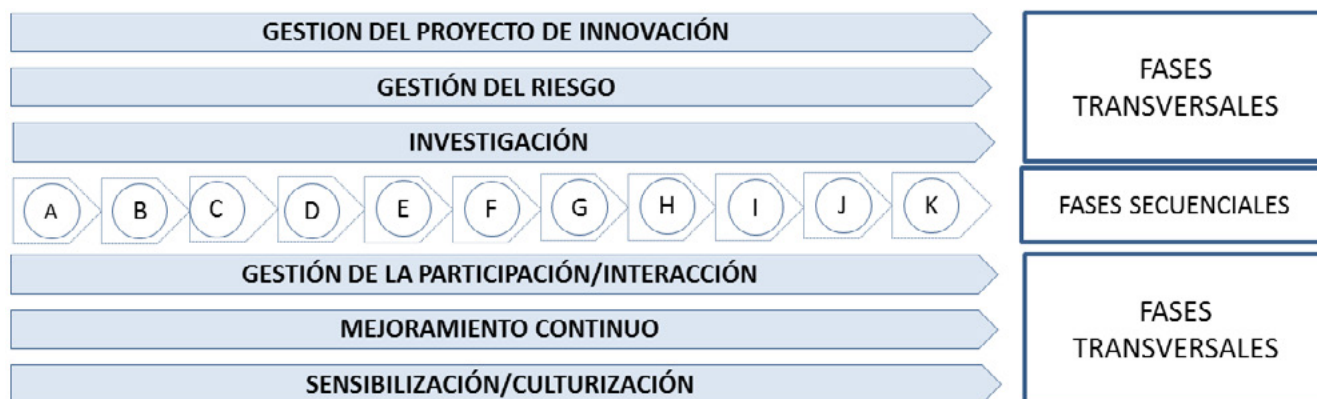 GESTION DEL PROYECTO DE INNOVACIÓN
GESTIÓN DEL RIESGO
INVESTIGACIÓN
FASES
TRANSVERSALES
A B C D E F G H I J K
FASES SECUENCIALES
GESTIÓN DE LA PARTICIPACIÓN/INTERACCIÓN
MEJORAMIENTO CONTINUO
SENSIBILIZACIÓN/CULTURIZACIÓN
FASES
TRANSVERSALES